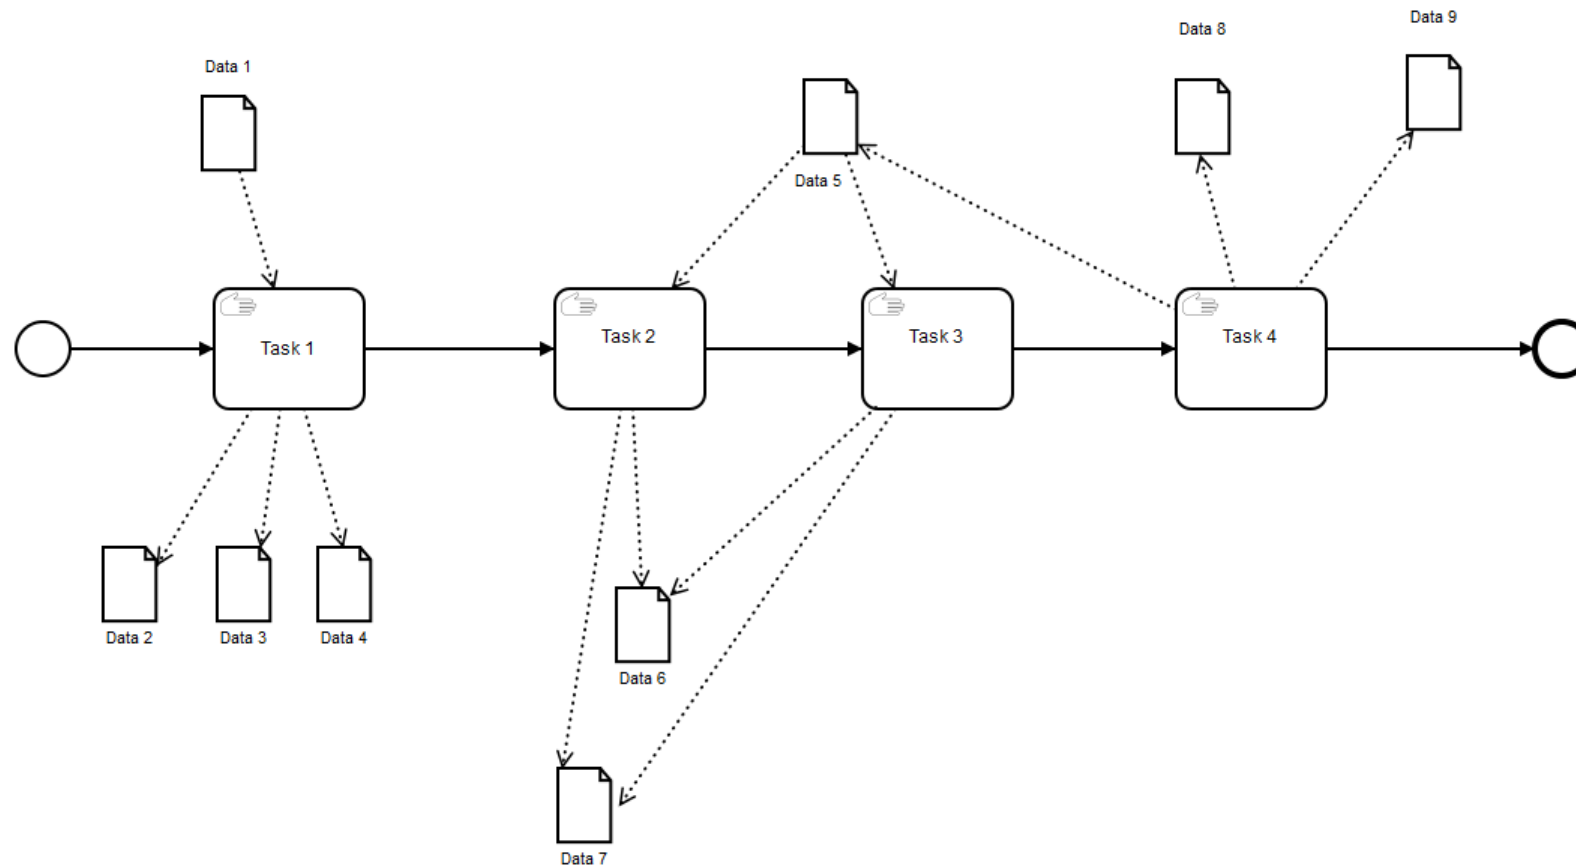 Data 9
Data 8
Data 1
Data 5
Task 1
Task 2
Task 3
Task 4
Data 2
Data 3
Data 4
Data 6
Data 7